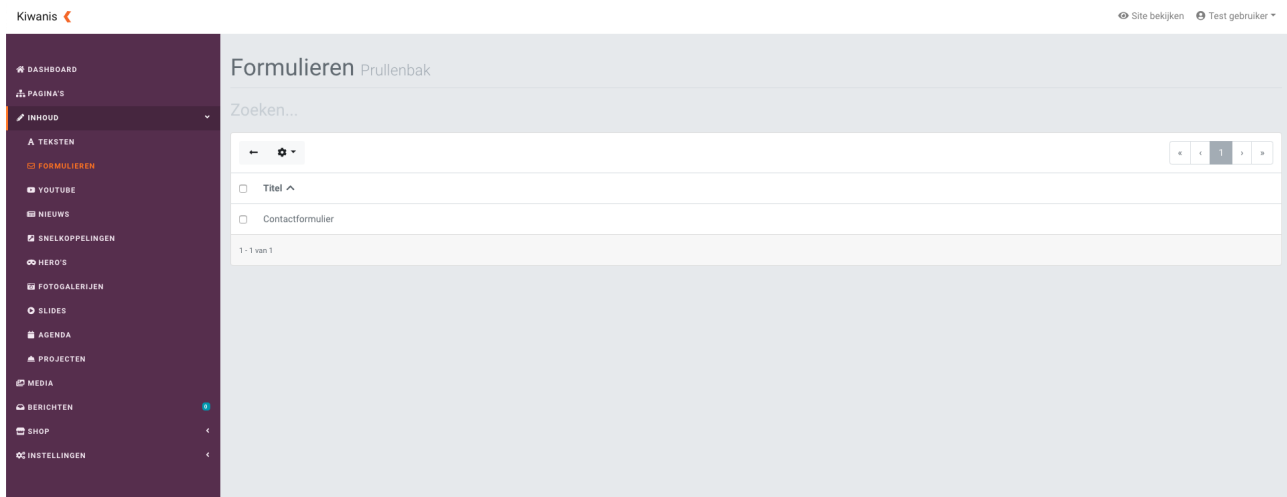 Kiwanis
Site bekijken Test gebruiker
DASHBOARD
PAGINA'S
INHOUD
TEKSTEN
FORMULIEREN
YOUTUBE
NIEUWS
SNELKOPPELINGEN
HERO'S
FOTOGALERIJEN
SLIDES
AGENDA
PROJECTEN
MEDIA
BERICHTEN 0
SHOP
INSTELLINGEN
Formulieren Prullenbak
Zoeken...
« ‹ 1 › »
Titel
Contactformulier
1 - 1 van 1